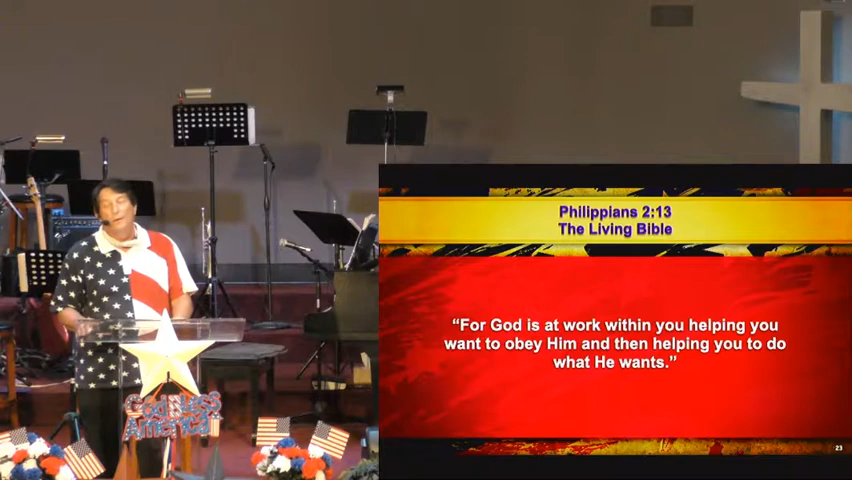 Philippians 2:13
The Living Bible
“For God is at work within you helping you
want to obey Him and then helping you to do
what He wants.”
23
God Bless
America